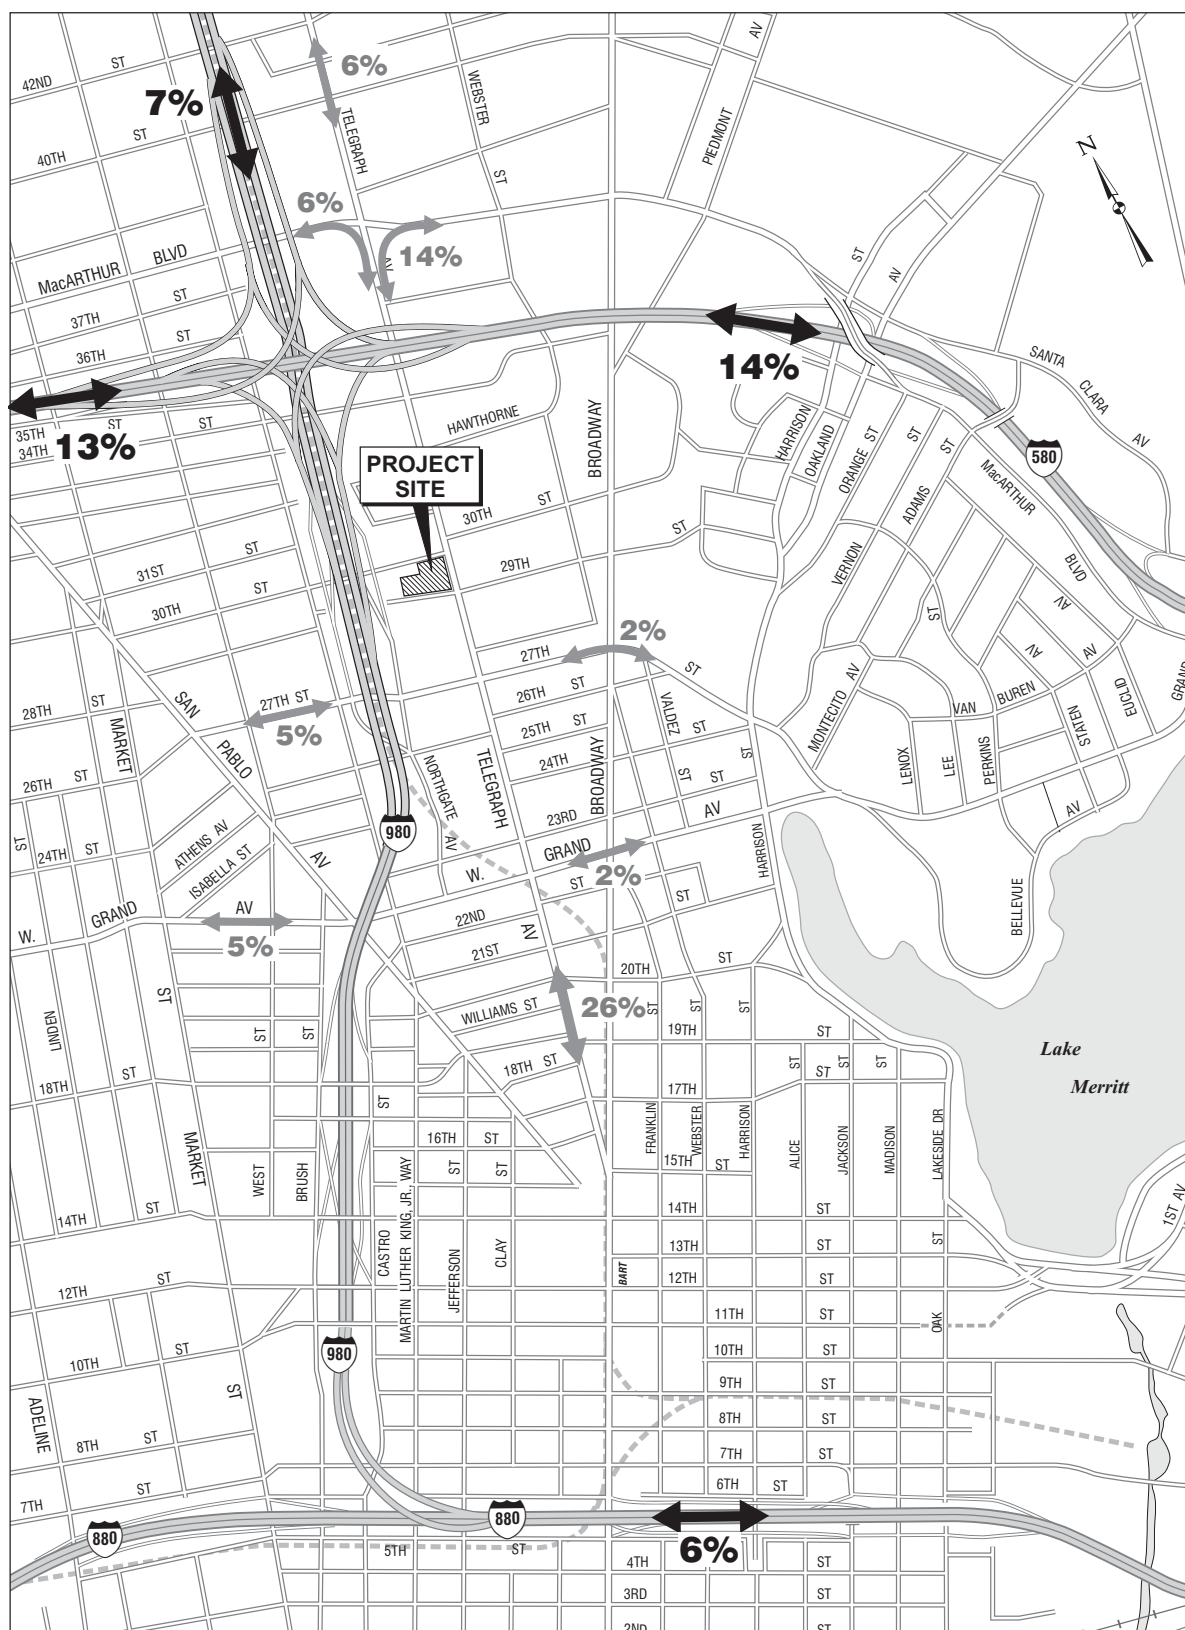 AV
ST
6%
42ND
WEBSTER
7%
TELEGRAPH
PIEDMONT
ST
40TH
N
ST
6%
ST
BLVD
14%
AV
ST
AV
MacARTHUR
ST
37TH
ST
36TH
14%
SANTA
CLARA
AV
HAWTHORNE
BROADWAY
HARRISON
OAKLAND
ORANGE ST
ST
ST
35TH
ST
ST
34TH
13%
580
PROJECT
SITE
MacARTHUR
30TH
ST
ADAMS
ST
31ST
ST
29TH
VERNON
BLVD
30TH
ST
ST
AV
2%
27TH
ST
AV
AV
26TH
ST
MONTECITO
AV
BUREN
VAN
EUCLID
GRAND
28TH
ST
SAN
27TH ST
5%
25TH
ST
VALDEZ
ST
ST
STATEN
MARKET
PABLO
24TH
BROADWAY
ST
ST
LENOX
LEE
PERKINS
26TH
ST
NORTHGATE
TELEGRAPH
23RD
AV
AV
980
ST
24TH
ST
ATHENS AV
AV
AV
GRAND
HARRISON
ISABELLA ST
W.
ST
2%
ST
BELLEVUE
GRAND
AV
22ND
AV
W.
5%
21ST
20TH
ST
ST
WILLIAMS ST
26%
ST
ST
ST
LINDEN
ST
ST
19TH
ST
Lake
18TH ST
ST
ST
ST
ST
Merritt
18TH
ST
17TH
ST
FRANKLIN
WEBSTER
HARRISON
LAKESIDE DR
MARKET
16TH
ST
15TH
ST
ALICE
JACKSON
MADISON
WEST
BRUSH
MARTIN LUTHER KING, JR. WAY
ST
ST
1ST AV
14TH
ST
14TH
ST
CASTRO
CLAY
13TH
ST
ST
12TH
ST
JEFFERSON
BART
12TH
ST
11TH
ST
OAK
980
10TH
ST
10TH
ST
9TH
ST
ADELINE
ST
8TH
ST
8TH
ST
7TH
ST
7TH
ST
6TH
ST
880
880
6%
5TH
ST
4TH
ST
3RD
ST
2ND
ST